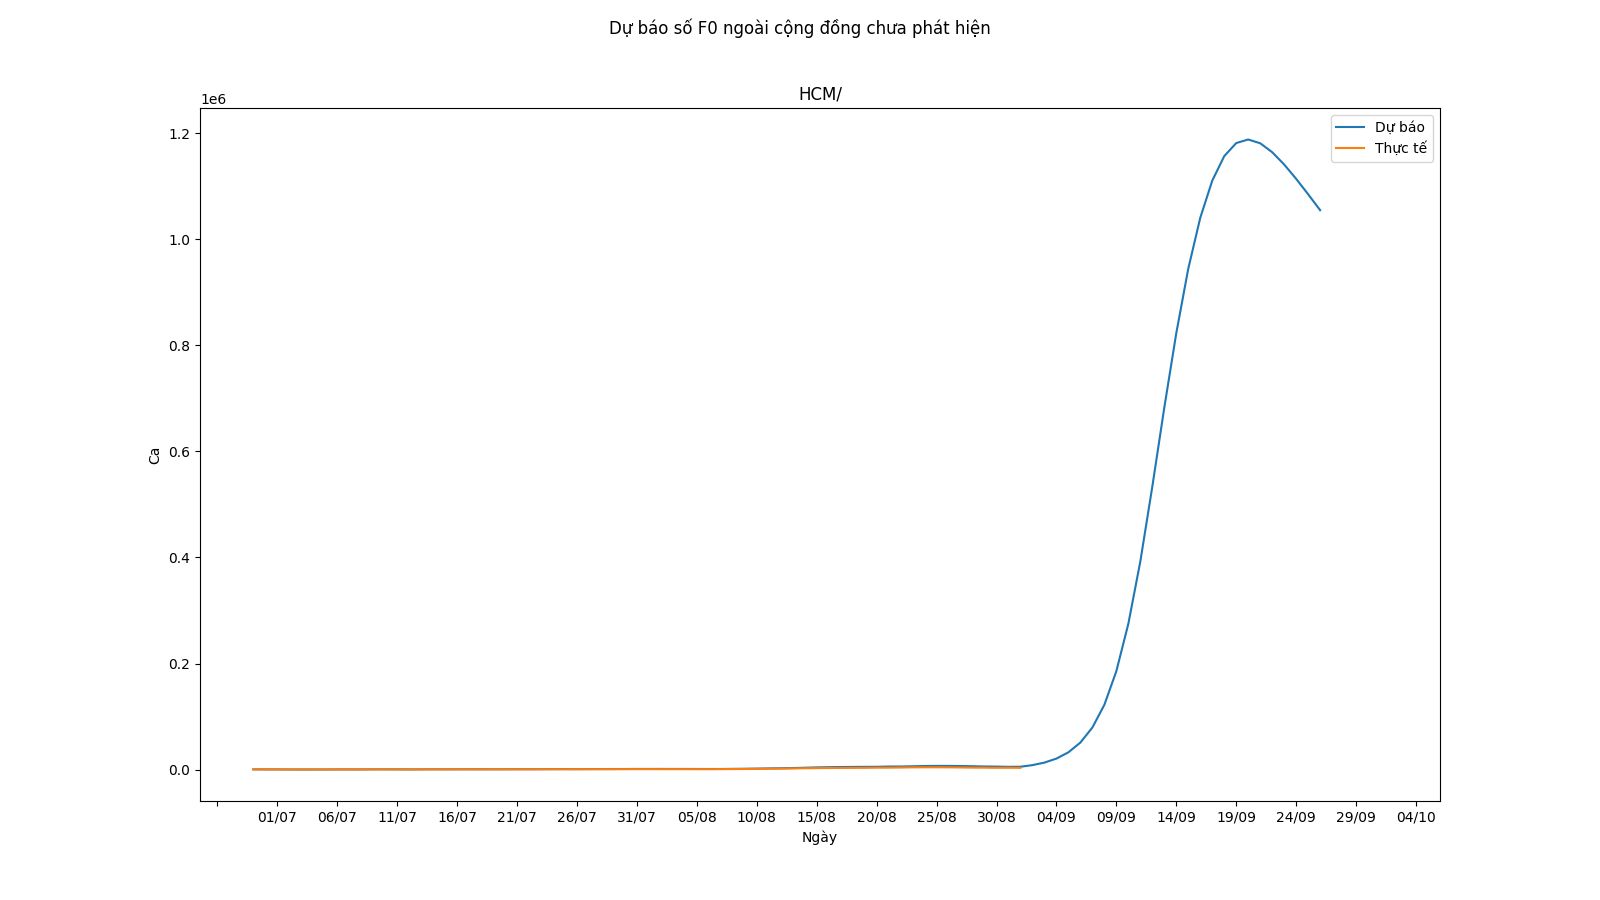 Dự báo số F0 ngoài cộng đồng chưa phát hiện
HCM/
1e6
1.2
1.0
0.8
0.6
0.4
0.2
0.0
Ca
Dự báo
Thực tế
01/07 06/07 11/07 16/07 21/07 26/07 31/07 05/08 10/08 15/08 20/08 25/08 30/08 04/09 09/09 14/09 19/09 24/09 29/09 04/10
Ngày